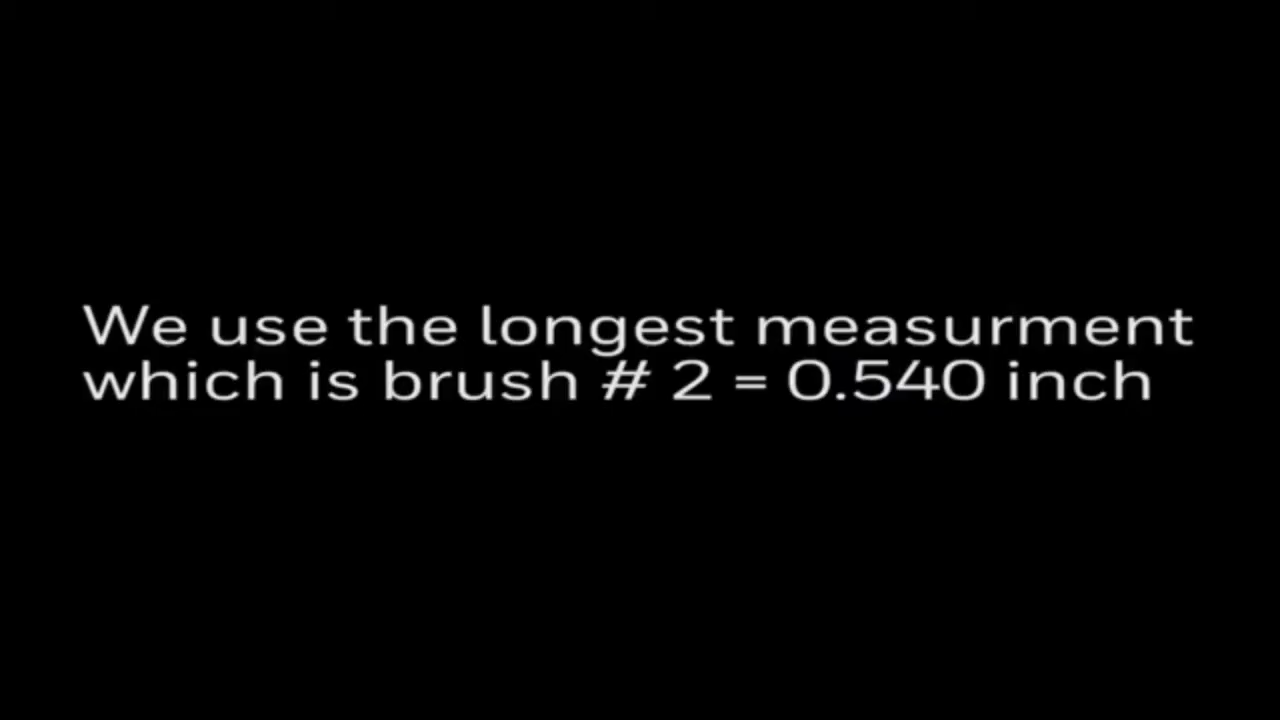 We use the longest measurment
which is brush # 2 = 0.540 inch